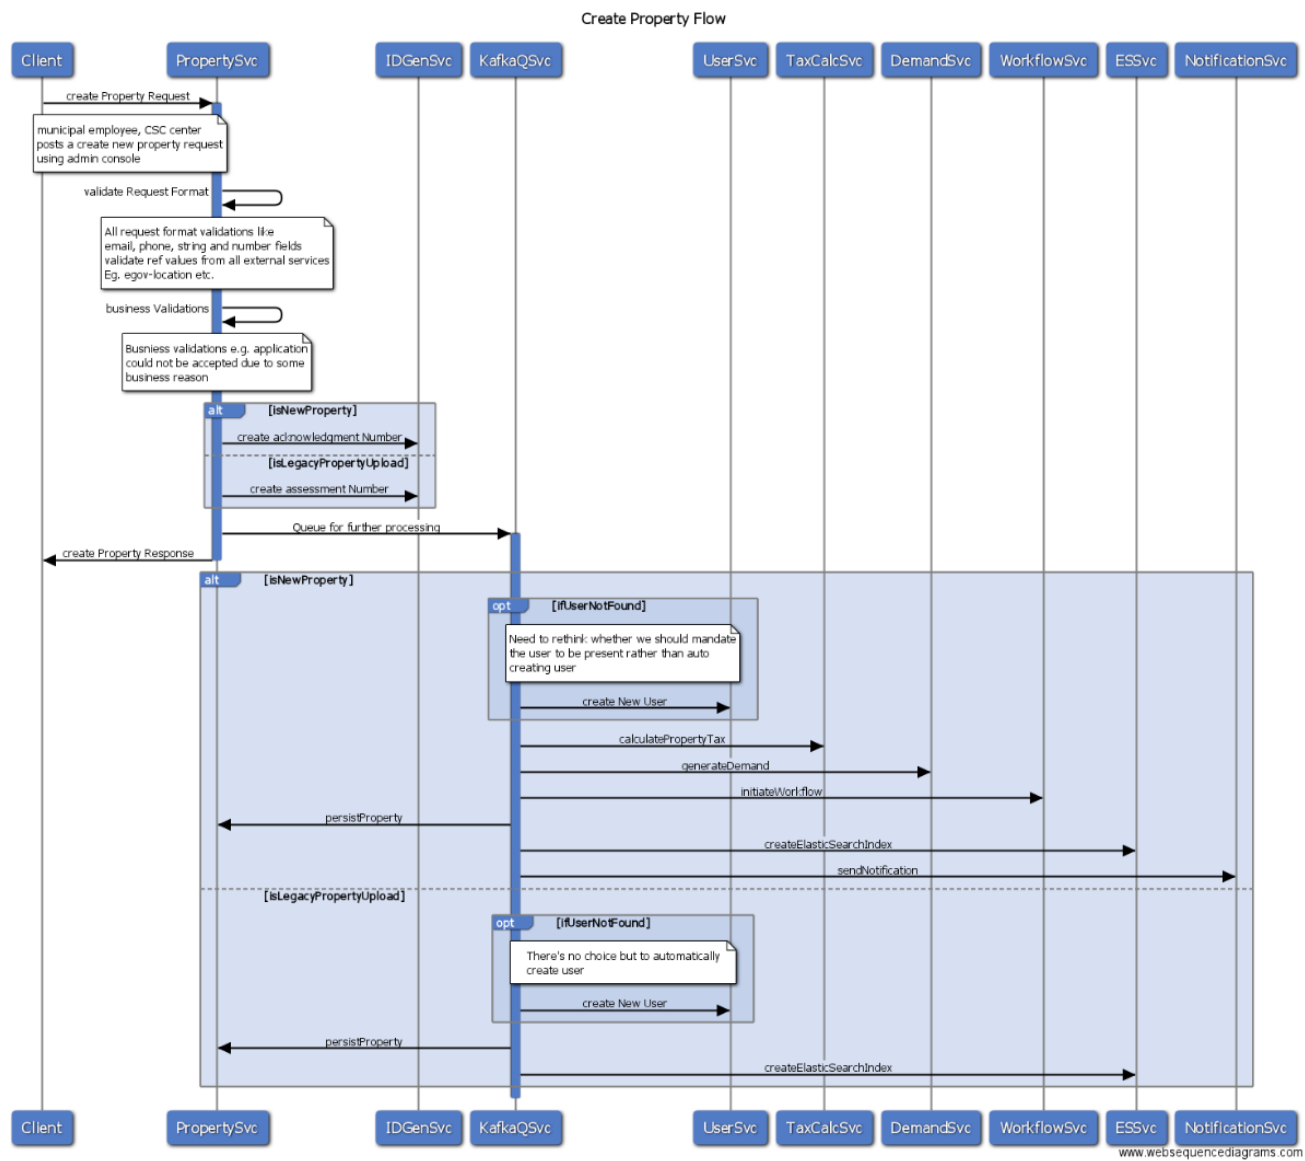 Create Property Flow
Client
PropertySvc
IDGenSvc
KafkaQSvc
UserSvc
TaxCalcSvc
DemandSvc
WorkflowSvc
ESSvc
NotificationSvc
create Property Request
municipal employee, CSC center
posts a create new property request
using admin console
validate Request Format
All request format validations like
email, phone, string and number fields
validate ref values from all external services
Eg. egov-location etc.
business Validations
Busniess validations e.g. application
could not be accepted due to some
business reason
alt
[isNewProperty]
create acknowledgment Number
[isLegacyPropertyUpload]
create assessment Number
Queue for further processing
create Property Response
alt
[isNewProperty]
opt
[ifUserNotFound]
Need to rethink whether we should mandate
the user to be present rather than auto
creating user
create New User
calculatePropertyTax
generateDemand
initiateWorkflow
persistProperty
createElasticSearchIndex
sendNotification
[isLegacyPropertyUpload]
opt
[ifUserNotFound]
There's no choice but to automatically
create user
create New User
persistProperty
createElasticSearchIndex
Client
PropertySvc
IDGenSvc
KafkaQSvc
UserSvc
TaxCalcSvc
DemandSvc
WorkflowSvc
ESSvc
NotificationSvc
www.websequencediagrams.com